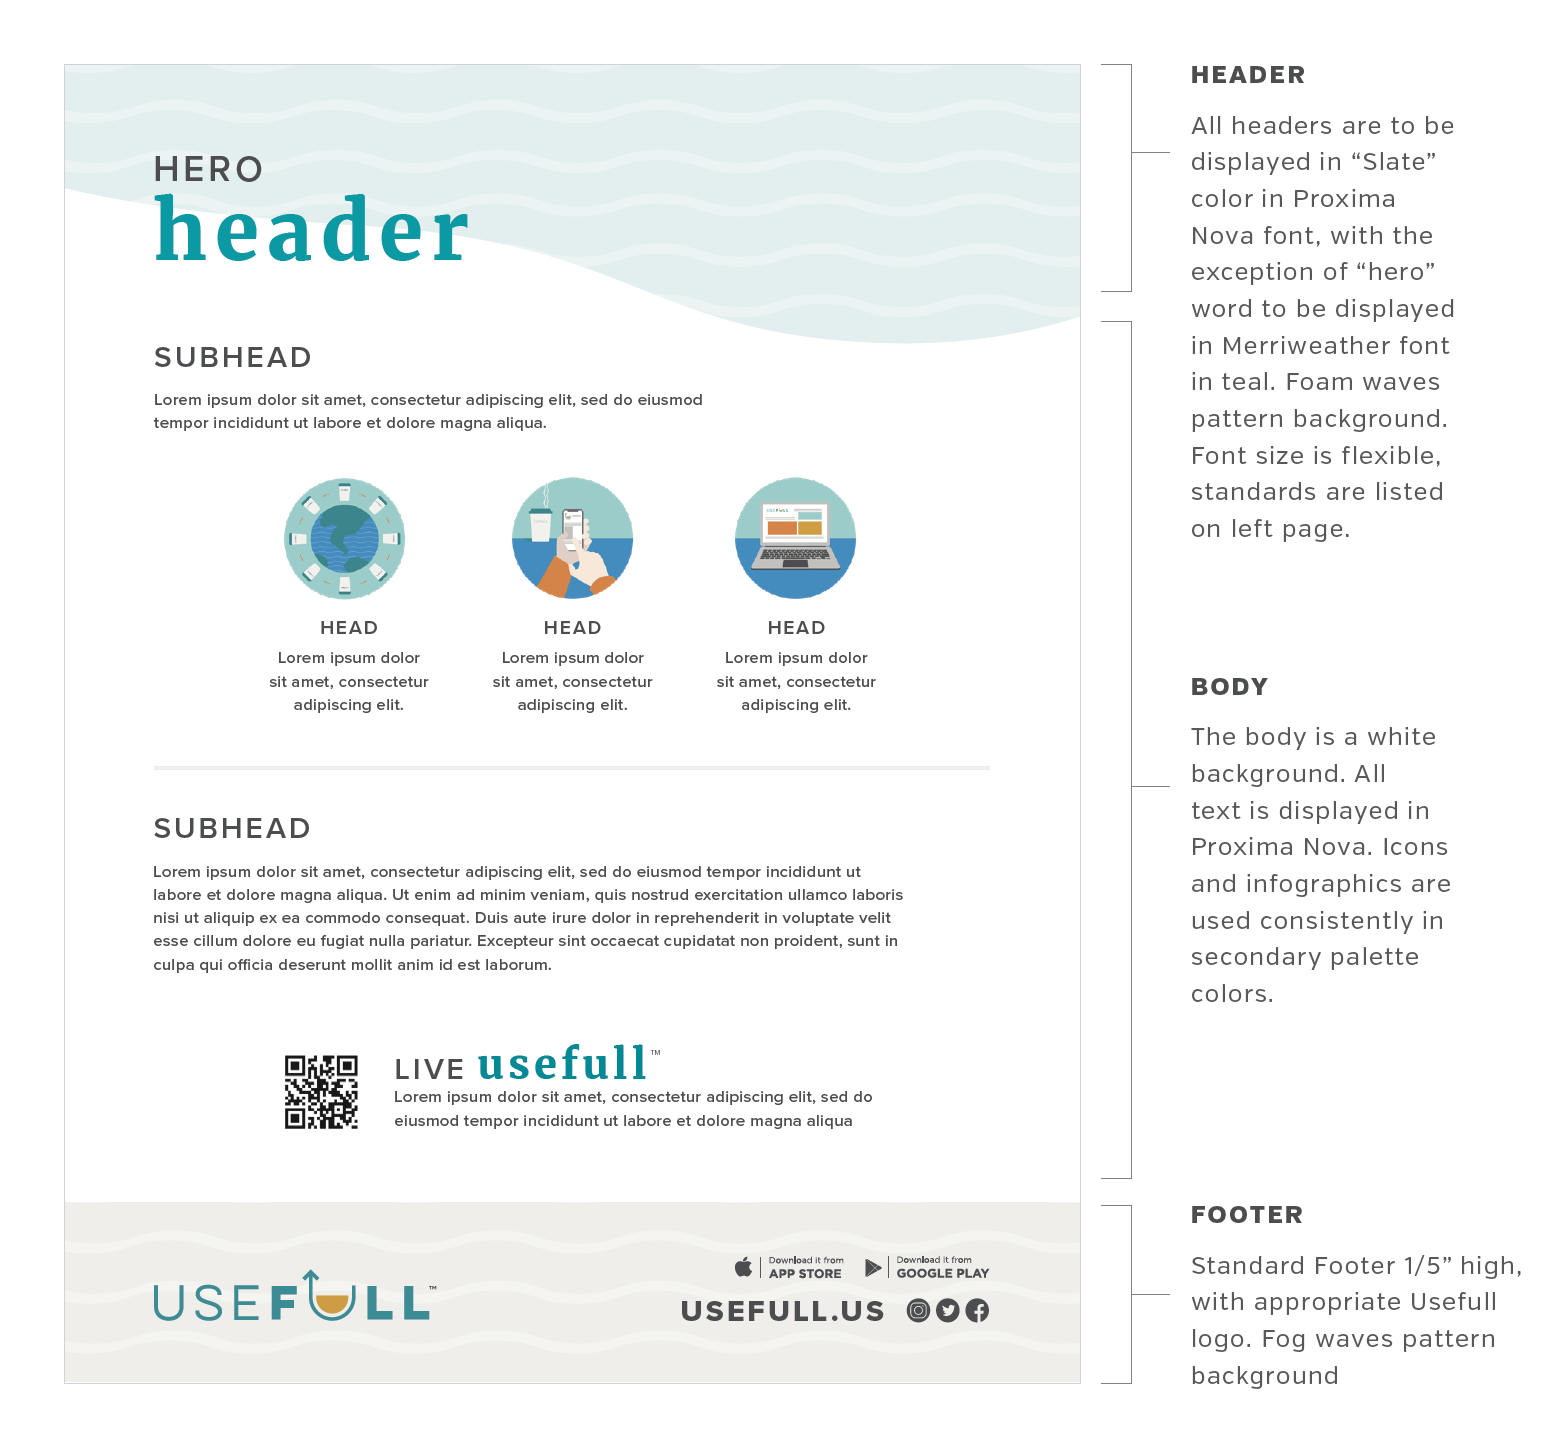 HERO
header
SUBHEAD
Lorem ipsum dolor sit amet, consectetur adipiscing elit, sed do eiusmod
tempor incididunt ut labore et dolore magna aliqua.
HEAD
Lorem ipsum dolor
sit amet, consectetur
adipiscing elit.
HEAD
Lorem ipsum dolor
sit amet, consectetur
adipiscing elit.
USEFULL
HEAD
Lorem ipsum dolor
sit amet, consectetur
adipiscing elit.
SUBHEAD
Lorem ipsum dolor sit amet, consectetur adipiscing elit, sed do eiusmod tempor incididunt ut
labore et dolore magna aliqua. Ut enim ad minim veniam, quis nostrud exercitation ullamco laboris
nisi ut aliquip ex ea commodo consequat. Duis aute irure dolor in reprehenderit in voluptate velit
esse cillum dolore eu fugiat nulla pariatur. Excepteur sint occaecat cupidatat non proident, sunt in
culpa qui officia deserunt mollit anim id est laborum.
LIVE usefull™
Lorem ipsum dolor sit amet, consectetur adipiscing elit, sed do
eiusmod tempor incididunt ut labore et dolore magna aliqua
USEFULL™
Download it from
APP STORE
Download it from
GOOGLE PLAY
USEFULL.US
HEADER
All headers are to be
displayed in “Slate”
color in Proxima
Nova font, with the
exception of “hero”
word to be displayed
in Merriweather font
in teal. Foam waves
pattern background.
Font size is flexible,
standards are listed
on left page.
BODY
The body is a white
background. All
text is displayed in
Proxima Nova. Icons
and infographics are
used consistently in
secondary palette
colors.
FOOTER
Standard Footer 1/5” high,
with appropriate Usefull
logo. Fog waves pattern
background